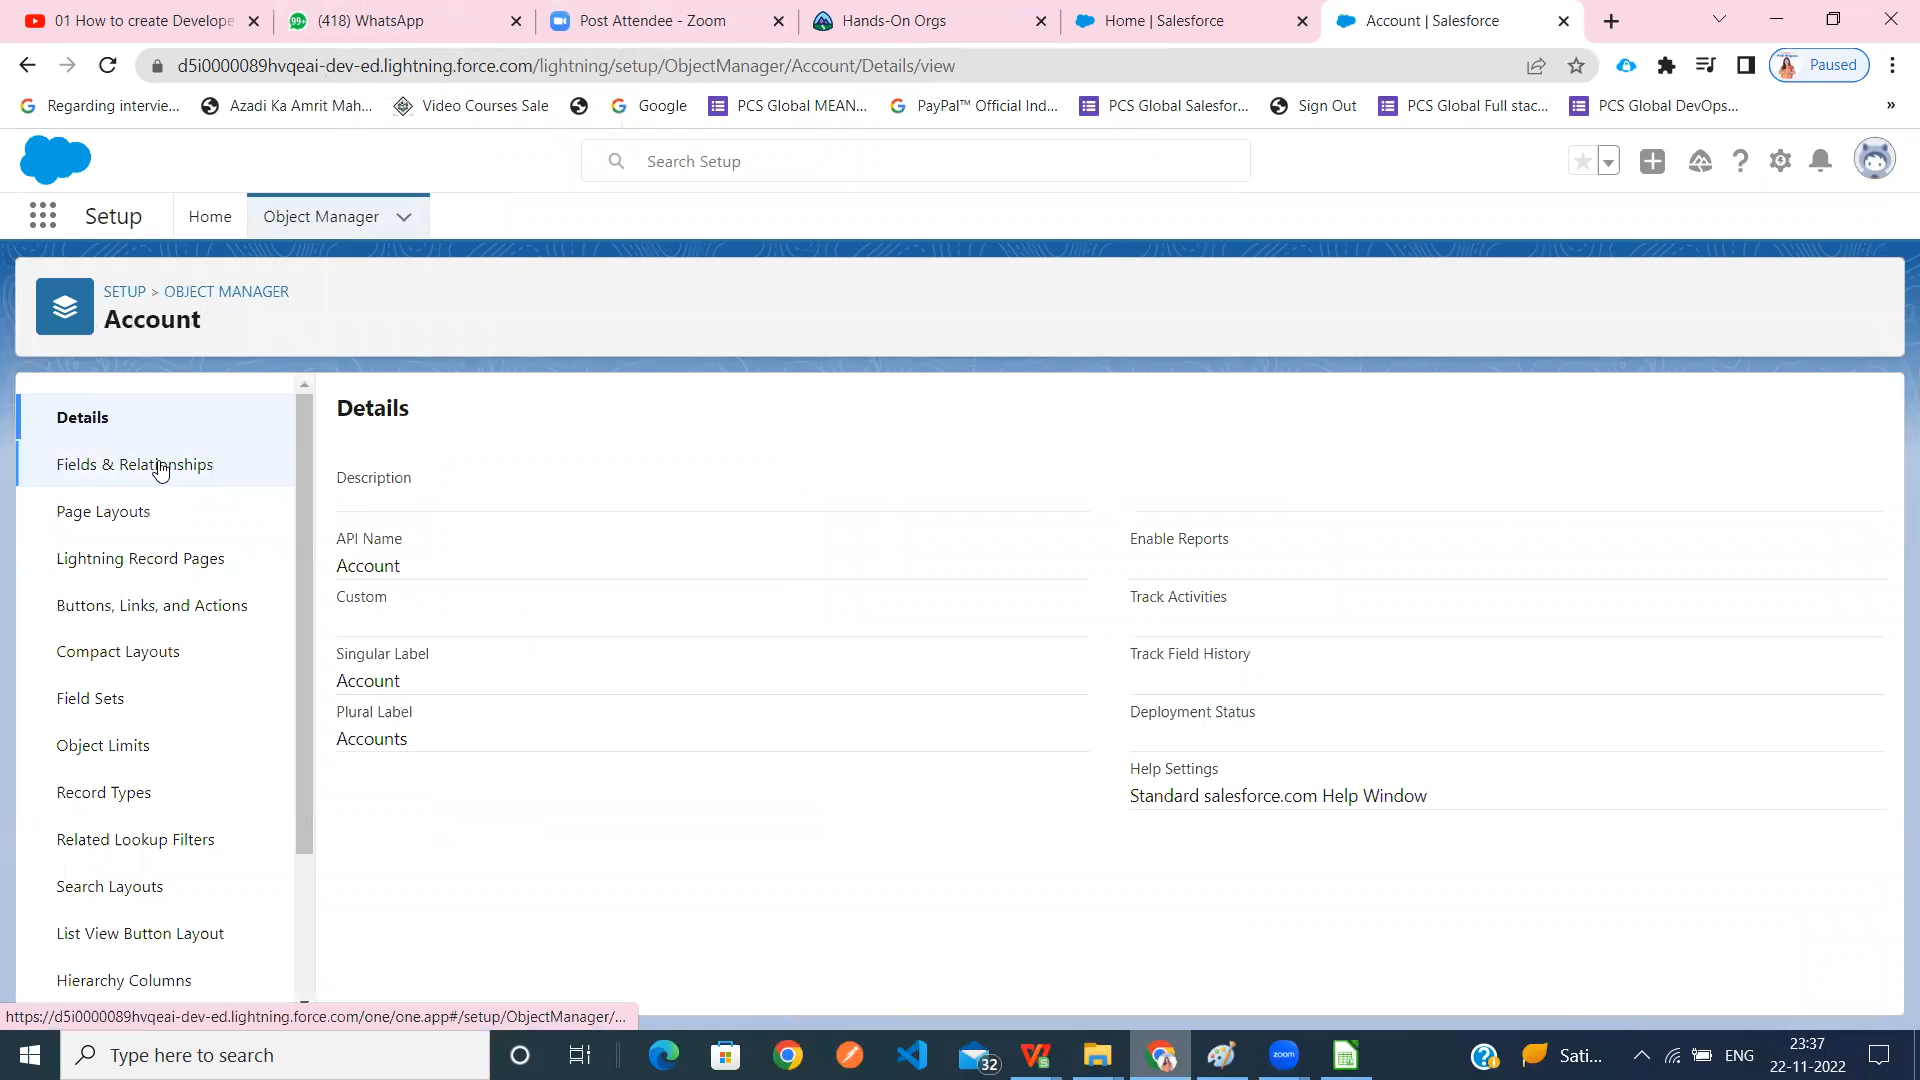 01 How to create Develope
(418) WhatsApp
Post Attendee - Zoom
Hands-On Orgs
Home | Salesforce
Account | Salesforce
d5i0000089hvqeai-dev-ed.lightning.force.com/lightning/setup/ObjectManager/Account/Details/view
Paused
Regarding intervie...
Azadi Ka Amrit Mah...
Video Courses Sale
Google
PCS Global MEAN...
PayPal™ Official Ind...
PCS Global Salesfor...
Sign Out
PCS Global Full stac...
PCS Global DevOps...
»
Search Setup
Setup
Home
Object Manager
SETUP > OBJECT MANAGER
Account
Details
Fields & Relationships
Page Layouts
Lightning Record Pages
Buttons, Links, and Actions
Compact Layouts
Field Sets
Object Limits
Record Types
Related Lookup Filters
Search Layouts
List View Button Layout
Hierarchy Columns
Details
Description
API Name
Account
Custom
Singular Label
Account
Plural Label
Accounts
Enable Reports
Track Activities
Track Field History
Deployment Status
Help Settings
Standard salesforce.com Help Window
https://d5i0000089hvqeai-dev-ed.lightning.force.com/one/one.app#/setup/ObjectManager/...
Type here to search
32
zoom
Sati...
ENG
23:37
22-11-2022